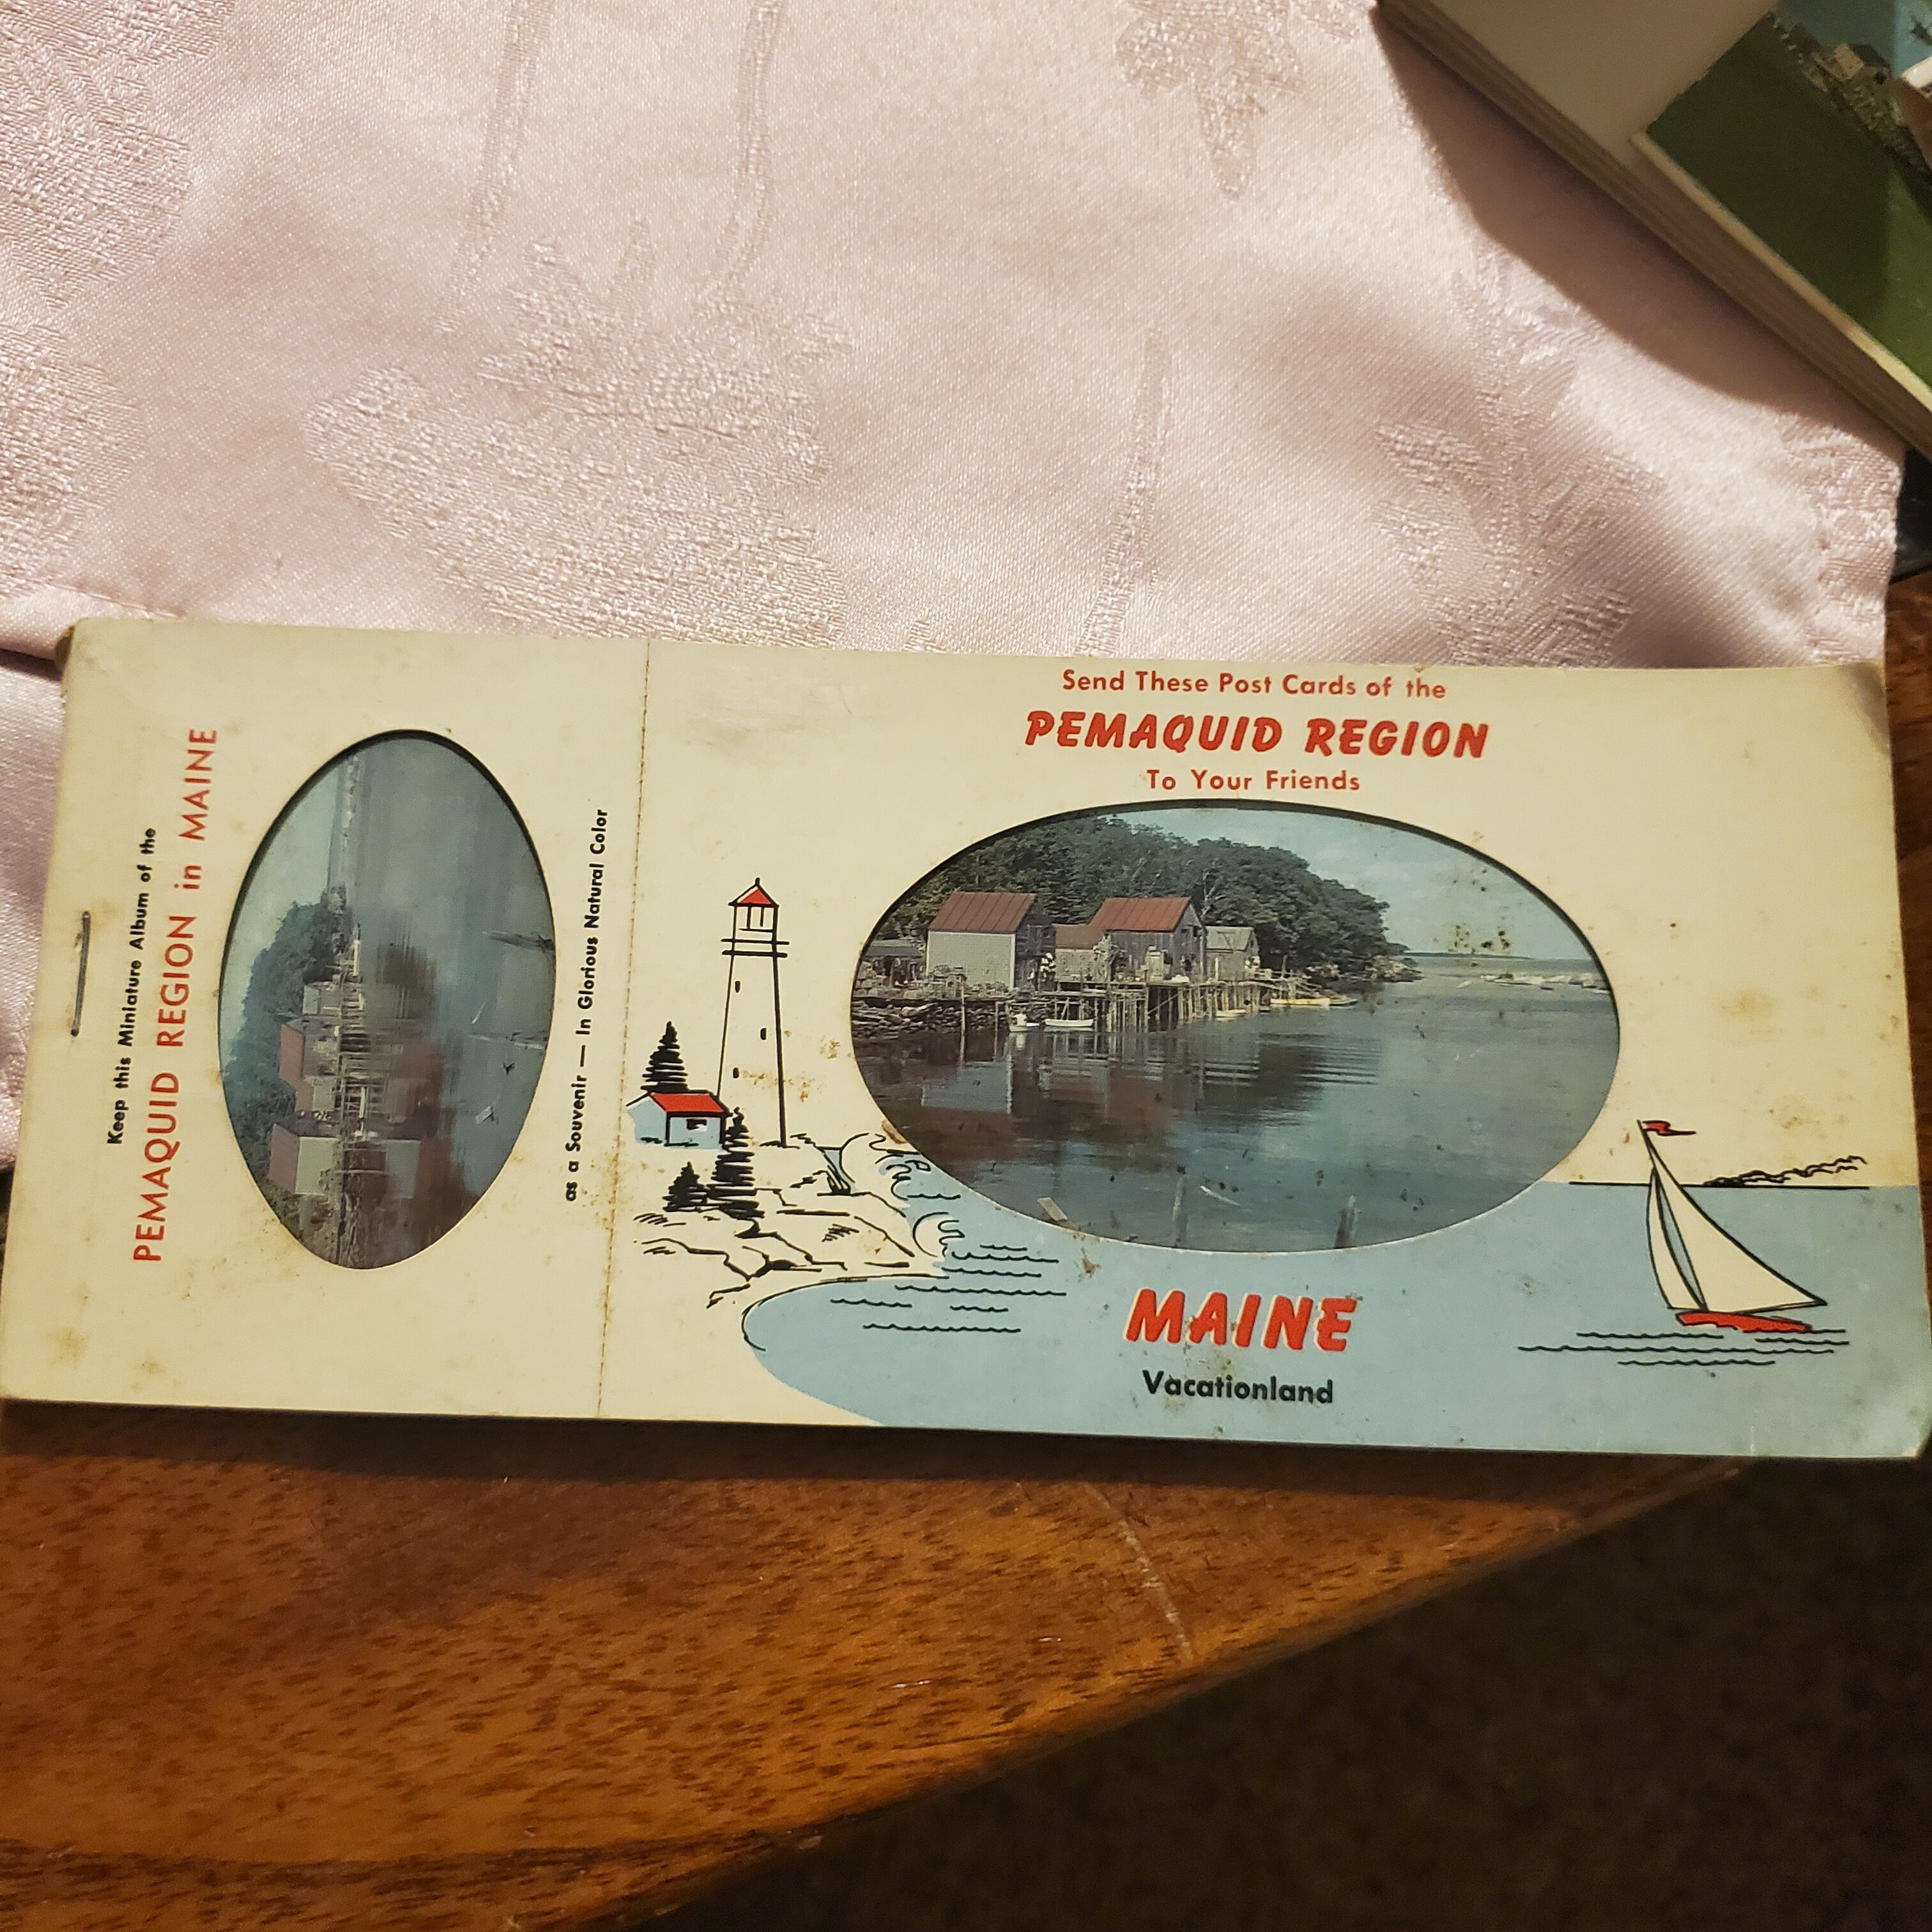 Keep this Miniature Album of the
PEMAQUID REGION in MAINE
as a Souvenir — In Glorious Natural Color
Send These Post Cards of the
PEMAQUID REGION
To Your Friends
MAINE
Vacationland